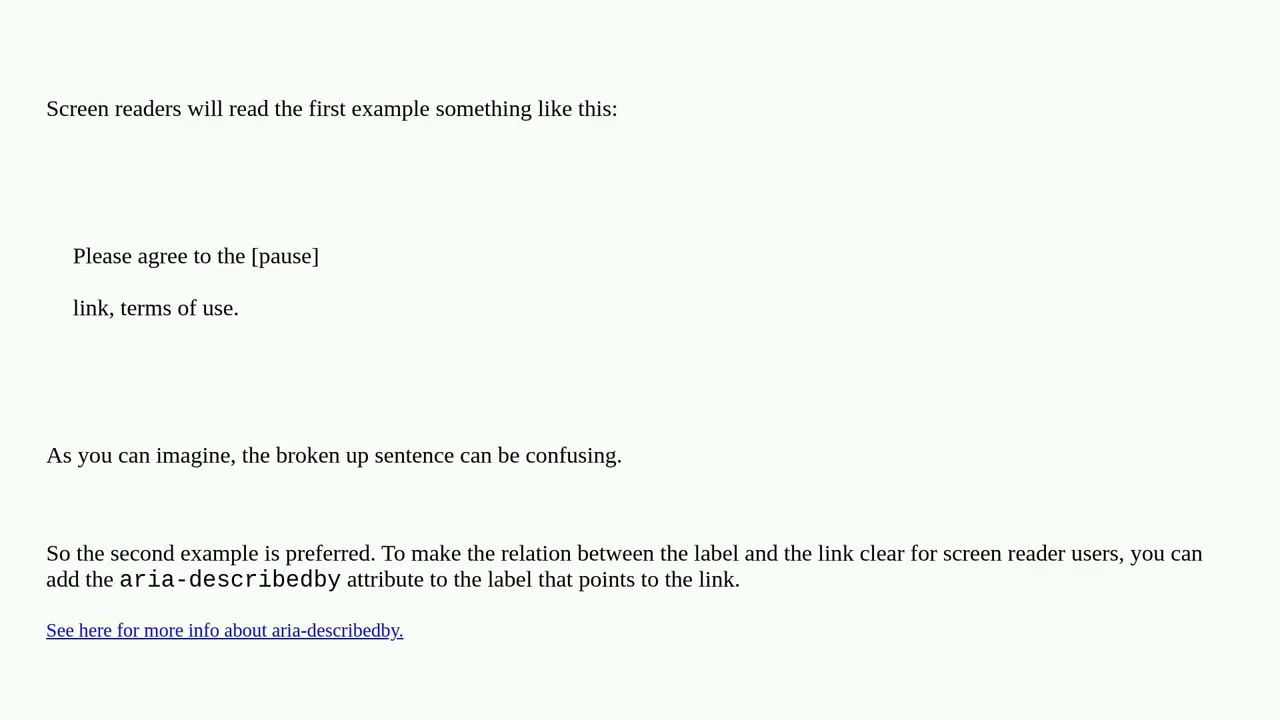 Screen readers will read the first example something like this:
Please agree to the [pause]
link, terms of use.
As you can imagine, the broken up sentence can be confusing.
So the second example is preferred. To make the relation between the label and the link clear for screen reader users, you can
add the aria-describedby attribute to the label that points to the link.
See here for more info about aria-describedby.